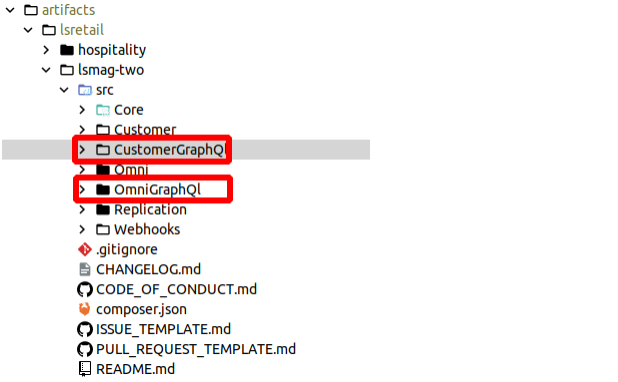 artifacts
lsretail
hospitality
lsmag-two
src
Core
Customer
CustomerGraphQl
Omni
OmniGraphQl
Replication
Webhooks
.gitignore
CHANGELOG.md
CODE_OF_CONDUCT.md
composer.json
ISSUE_TEMPLATE.md
PULL_REQUEST_TEMPLATE.md
README.md